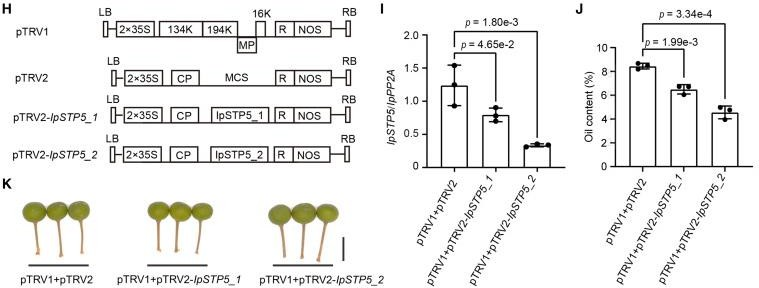 H
LB
16K
RB
pTRV1
2×35S
134K
194K
R
NOS
MP
LB
RB
pTRV2
2×35S
CP
MCS
R
NOS
LB
RB
pTRV2-IpSTP5_1
2×35S
CP
IpSTP5_1
R
NOS
LB
RB
pTRV2-IpSTP5_2
2×35S
CP
IpSTP5_2
R
NOS
K
pTRV1+pTRV2
pTRV1+pTRV2-IpSTP5_1
pTRV1+pTRV2-IpSTP5_2
I
p = 1.80e-3
p = 4.65e-2
IpSTP5/IpPP2A
2.0
1.5
1.0
0.5
0.0
pTRV1+pTRV2
pTRV1+pTRV2-IpSTP5_1
pTRV1+pTRV2-IpSTP5_2
J
p = 3.34e-4
p = 1.99e-3
Oil content (%)
10
8
6
4
2
0
pTRV1+pTRV2
pTRV1+pTRV2-IpSTP5_1
pTRV1+pTRV2-IpSTP5_2